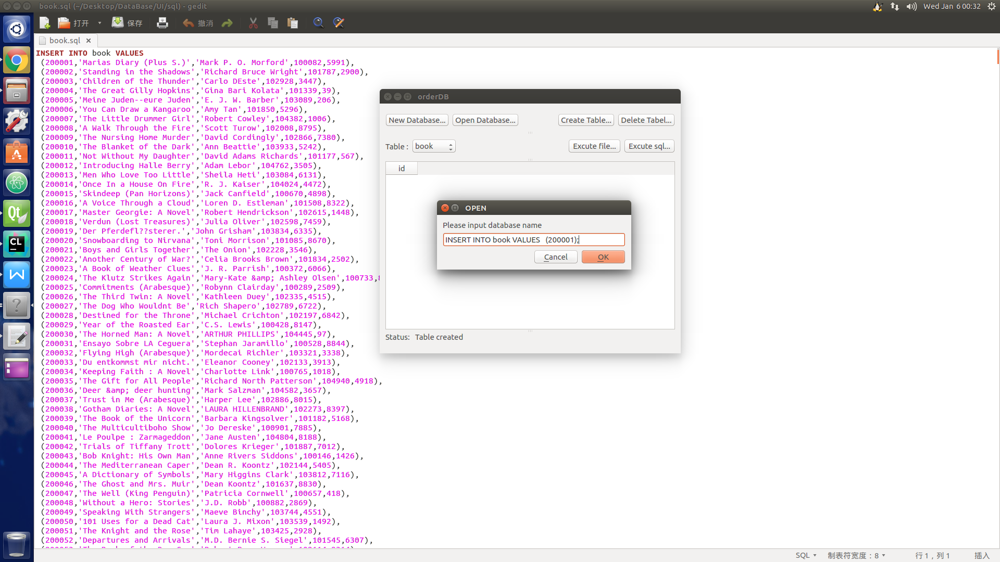 book.sql (~/Desktop/DataBase/UI/sql) - gedit
Wed Jan 6 00:32
打开
保存
撤消
book.sql
INSERT INTO book VALUES
(200001,'Marias Diary (Plus S.)','Mark P. O. Morford',100082,5991),
(200002,'Standing in the Shadows','Richard Bruce Wright',101787,2900),
(200003,'Children of the Thunder','Carlo DEste',102928,3447),
(200004,'The Great Gilly Hopkins','Gina Bari Kolata',101339,39),
(200005,'Meine Juden--eure Juden','E. J. W. Barber',103089,206),
(200006,'You Can Draw a Kangaroo','Amy Tan',101850,5296),
(200007,'The Little Drummer Girl','Robert Cowley',104382,1006),
(200008,'A Walk Through the Fire','Scott Turow',102008,8795),
(200009,'The Nursing Home Murder','David Cordingly',102866,7380),
(200010,'The Blanket of the Dark','Ann Beattie',103933,5242),
(200011,'Not Without My Daughter','David Adams Richards',101177,567),
(200012,'Introducing Halle Berry','Adam Lebor',104762,3505),
(200013,'Men Who Love Too Little','Sheila Heti',103084,6131),
(200014,'Once In a House On Fire','R. J. Kaiser',104024,4472),
(200015,'Skindeep (Pan Horizons)','Jack Canfield',100670,4898),
(200016,'A Voice Through a Cloud','Loren D. Estleman',101508,8322),
(200017,'Master Georgie: A Novel','Robert Hendrickson',102615,1448),
(200018,'Verdun (Lost Treasures)','Julia Oliver',102598,7459),
(200019,'Der Pferdefl??sterer.','John Grisham',103834,6335),
(200020,'Snowboarding to Nirvana','Toni Morrison',101085,8670),
(200021,'Boys and Girls Together','The Onion',102228,3546),
(200022,'Another Century of War?','Celia Brooks Brown',101834,2502),
(200023,'A Book of Weather Clues','J. R. Parrish',100372,6066),
(200024,'The Klutz Strikes Again','Mary-Kate &amp; Ashley Olsen',100733,
(200025,'Commitments (Arabesque)','Robynn Clairday',100289,2509),
(200026,'The Third Twin: A Novel','Kathleen Duey',102335,4515),
(200027,'The Dog Who Wouldnt Be','Rich Shapero',102789,6722),
(200028,'Destined for the Throne','Michael Crichton',102197,6842),
(200029,'Year of the Roasted Ear','C.S. Lewis',100428,8147),
(200030,'The Horned Man: A Novel','ARTHUR PHILLIPS',104445,97),
(200031,'Ensayo Sobre LA Ceguera','Stephan Jaramillo',100528,8844),
(200032,'Flying High (Arabesque)','Mordecai Richler',103321,3338),
(200033,'Du entkommst mir nicht.','Eleanor Cooney',102133,3913),
(200034,'Keeping Faith : A Novel','Charlotte Link',100765,1018),
(200035,'The Gift for All People','Richard North Patterson',104940,4918),
(200036,'Deer &amp; deer hunting','Mark Salzman',104582,3657),
(200037,'Trust in Me (Arabesque)','Harper Lee',102886,8015),
(200038,'Gotham Diaries: A Novel','LAURA HILLENBRAND',102273,8397),
(200039,'The Book of the Unicorn','Barbara Kingsolver',101182,5168),
(200040,'The Multicultiboho Show','Jo Dereske',100901,7885),
(200041,'Le Poulpe : Zarmageddon','Jane Austen',104804,8188),
(200042,'Trials of Tiffany Trott','Dolores Krieger',101887,7012),
(200043,'Bob Knight: His Own Man','Anne Rivers Siddons',100146,1426),
(200044,'The Mediterranean Caper','Dean R. Koontz',102144,5405),
(200045,'A Dictionary of Symbols','Mary Higgins Clark',103812,7116),
(200046,'The Ghost and Mrs. Muir','Dean Koontz',101637,8830),
(200047,'The Well (King Penguin)','Patricia Cornwell',100657,418),
(200048,'Without a Hero: Stories','J.D. Robb',100882,2869),
(200049,'Speaking With Strangers','Maeve Binchy',103744,4551),
(200050,'101 Uses for a Dead Cat','Laura J. Mixon',103539,1492),
(200051,'The Knight and the Rose','Tim Lahaye',103425,2928),
(200052,'Departures and Arrivals','M.D. Bernie S. Siegel',101545,6307),
orderDB
New Database... Open Database... Create Table... Delete Tabel...
Table : book Excute file... Excute sql...
id
OPEN
Please input database name
INSERT INTO book VALUES (200001);
Cancel OK
Status: Table created
SQL 制表符宽度：8 行 1，列 1 插入